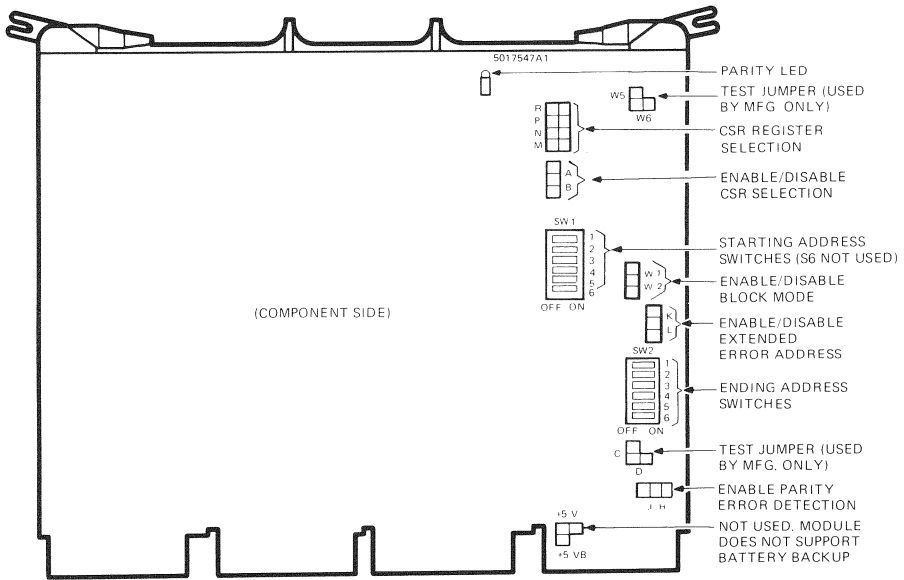 5017547A1
PARITY LED
W5
W6
TEST JUMPER (USED
BY MFG. ONLY)
R
P
N
M
CSR REGISTER
SELECTION
A
B
ENABLE/DISABLE
CSR SELECTION
SW1
1
2
3
4
5
6
OFF ON
STARTING ADDRESS
SWITCHES (S6 NOT USED)
W 1
W 2
ENABLE/DISABLE
BLOCK MODE
(COMPONENT SIDE)
K
L
ENABLE/DISABLE
EXTENDED
ERROR ADDRESS
SW2
1
2
3
4
5
6
OFF ON
ENDING ADDRESS
SWITCHES
C
D
TEST JUMPER (USED
BY MFG. ONLY)
J H
ENABLE PARITY
ERROR DETECTION
+5 V
+5 VB
NOT USED. MODULE
DOES NOT SUPPORT
BATTERY BACKUP